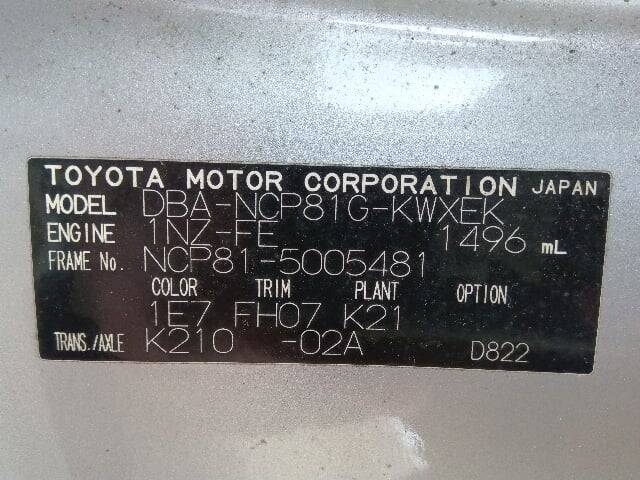 TOYOTA MOTOR CORPORATION JAPAN
MODEL DBA-NCP81G-KWXEK
ENGINE 1NZ-FE 1496 mL
FRAME No. NCP81-5005481
COLOR TRIM PLANT OPTION
1E7 FH07 K21
TRANS./AXLE K210 -02A D822